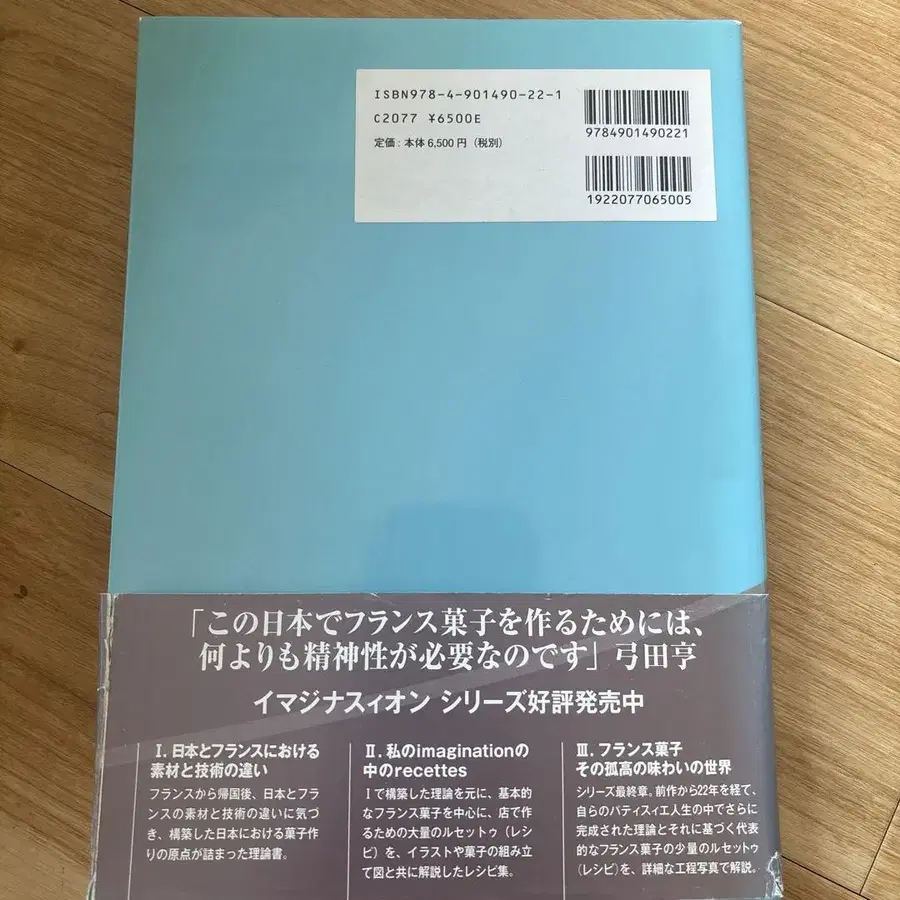 ISBN978-4-901490-22-1
C2077 ¥6500E
定価:本体6,500円(税別)
9784901490221
1922077065005
「この日本でフランス菓子を作るためには、
何よりも精神性が必要なのです」弓田亨
イマジナスィオン シリーズ好評発売中
Ⅰ.日本とフランスにおける
素材と技術の違い
フランスから帰国後、日本とフラ
ンスの素材と技術の違いに気づ
き、構築した日本における菓子作
りの原点が詰まった理論書。
Ⅱ.私のimaginationの
中のrecettes
Ⅰで構築した理論を元に、基本的
なフランス菓子を中心に、店で作
るための大量のルセットゥ(レシ
ピ)を、イラストや菓子の組み立
て図と共に解説したレシピ集。
Ⅲ.フランス菓子
その孤高の味わいの世界
シリーズ最終章。前作から22年を経て、
自らのパティスィエ人生の中でさらに
完成された理論とそれに基づく代表
的なフランス菓子の少量のルセットゥ
(レシピ)を、詳細な工程写真で解説。